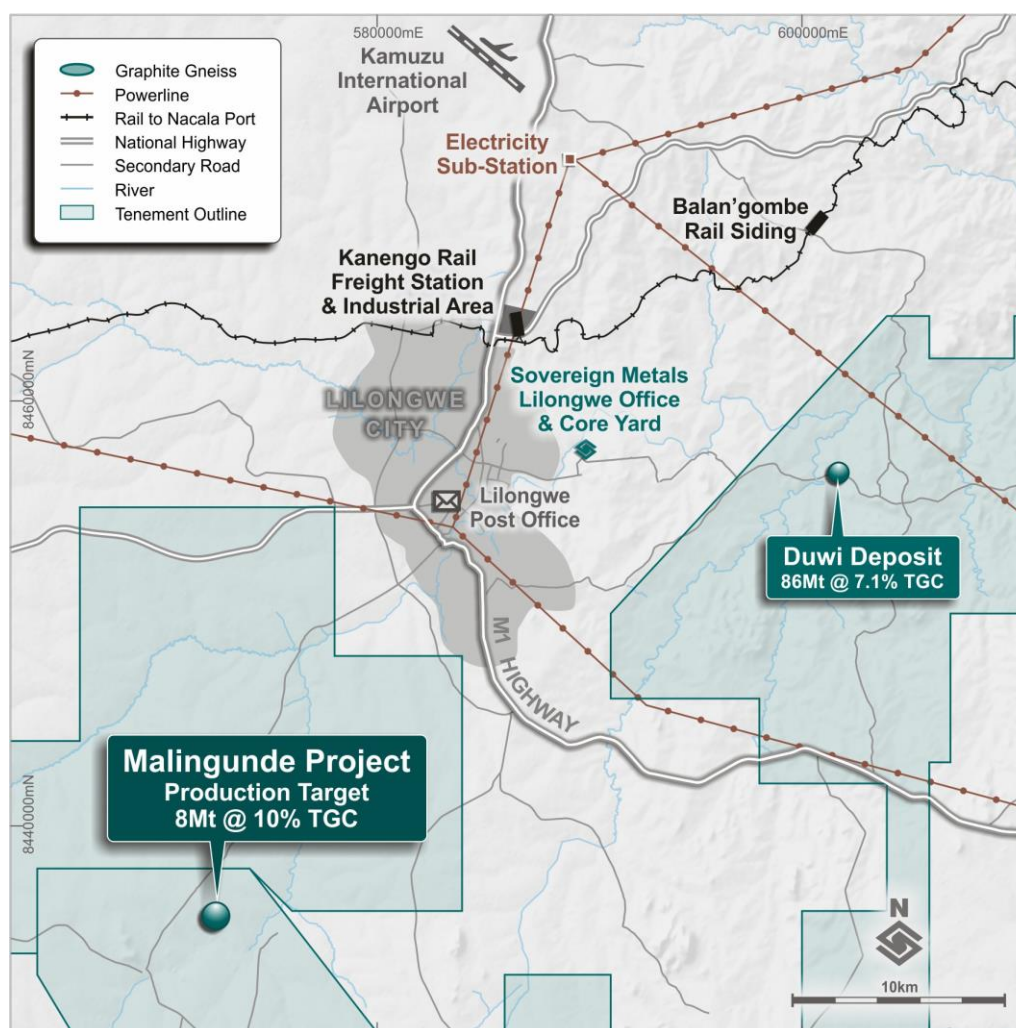 580000mE
600000mE
Kamuzu
International
Airport
Graphite Gneiss
Powerline
Rail to Nacala Port
National Highway
Secondary Road
River
Tenement Outline
Electricity
Sub-Station
Balan'gombe
Rail Siding
Kanengo Rail
Freight Station
& Industrial Area
8460000mN
LILONGWE
CITY
Sovereign Metals
Lilongwe Office
& Core Yard
Lilongwe
Post Office
Duwi Deposit
86Mt @ 7.1% TGC
M1 HIGHWAY
Malingunde Project
Production Target
8Mt @ 10% TGC
8440000mN
N
10km